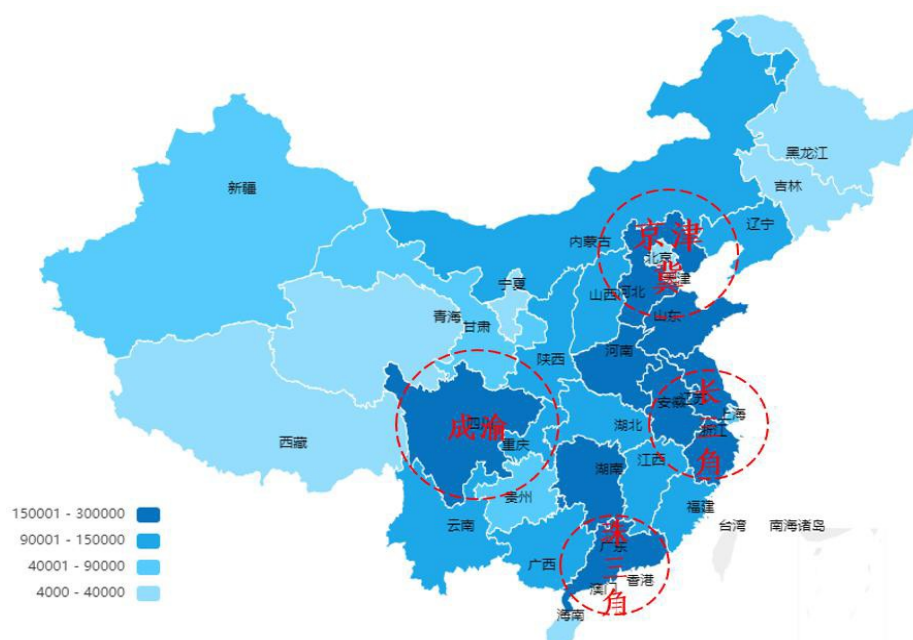 黑龙江
吉林
新疆
辽宁
京津
冀
内蒙古
北京
天津
宁夏
山西
河北
青海
甘肃
山东
河南
陕西
长
三
角
安徽
江苏
上海
浙江
成渝
四川
重庆
湖北
西藏
湖南
江西
贵州
福建
云南
台湾
南海诸岛
珠
三
角
广东
广西
香港
澳门
海南
150001 - 300000
90001 - 150000
40001 - 90000
4000 - 40000